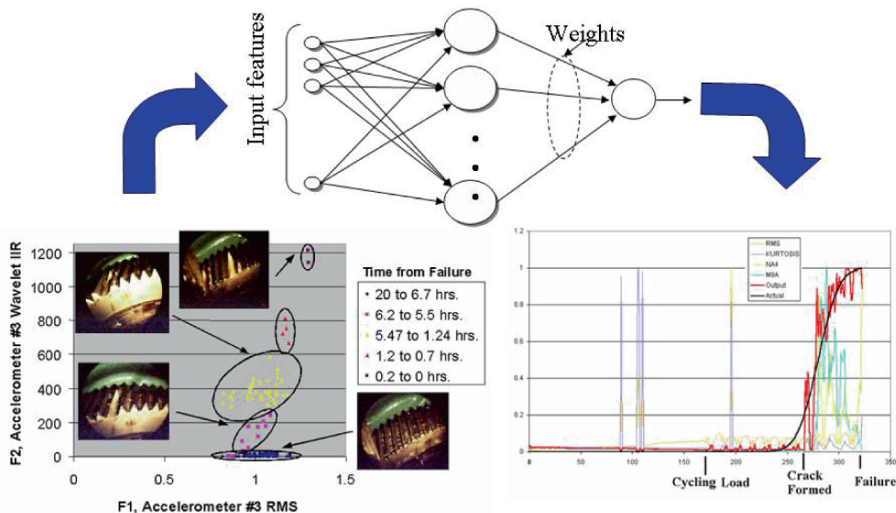 Weights
Input features
1200
1000
800
600
400
200
0
0
0.5
1
1.5
F2, Accelerometer #3 Wavelet IIR
F1, Accelerometer #3 RMS
Time from Failure
20 to 6.7 hrs.
6.2 to 5.5 hrs.
5.47 to 1.24 hrs.
1.2 to 0.7 hrs.
0.2 to 0 hrs.
RMS
KURTOSIS
NA4
M8A
Output
Actual
1.2
1
0.8
0.6
0.4
0.2
0
0
50
100
150
200
250
300
350
Cycling Load
Crack
Formed
Failure